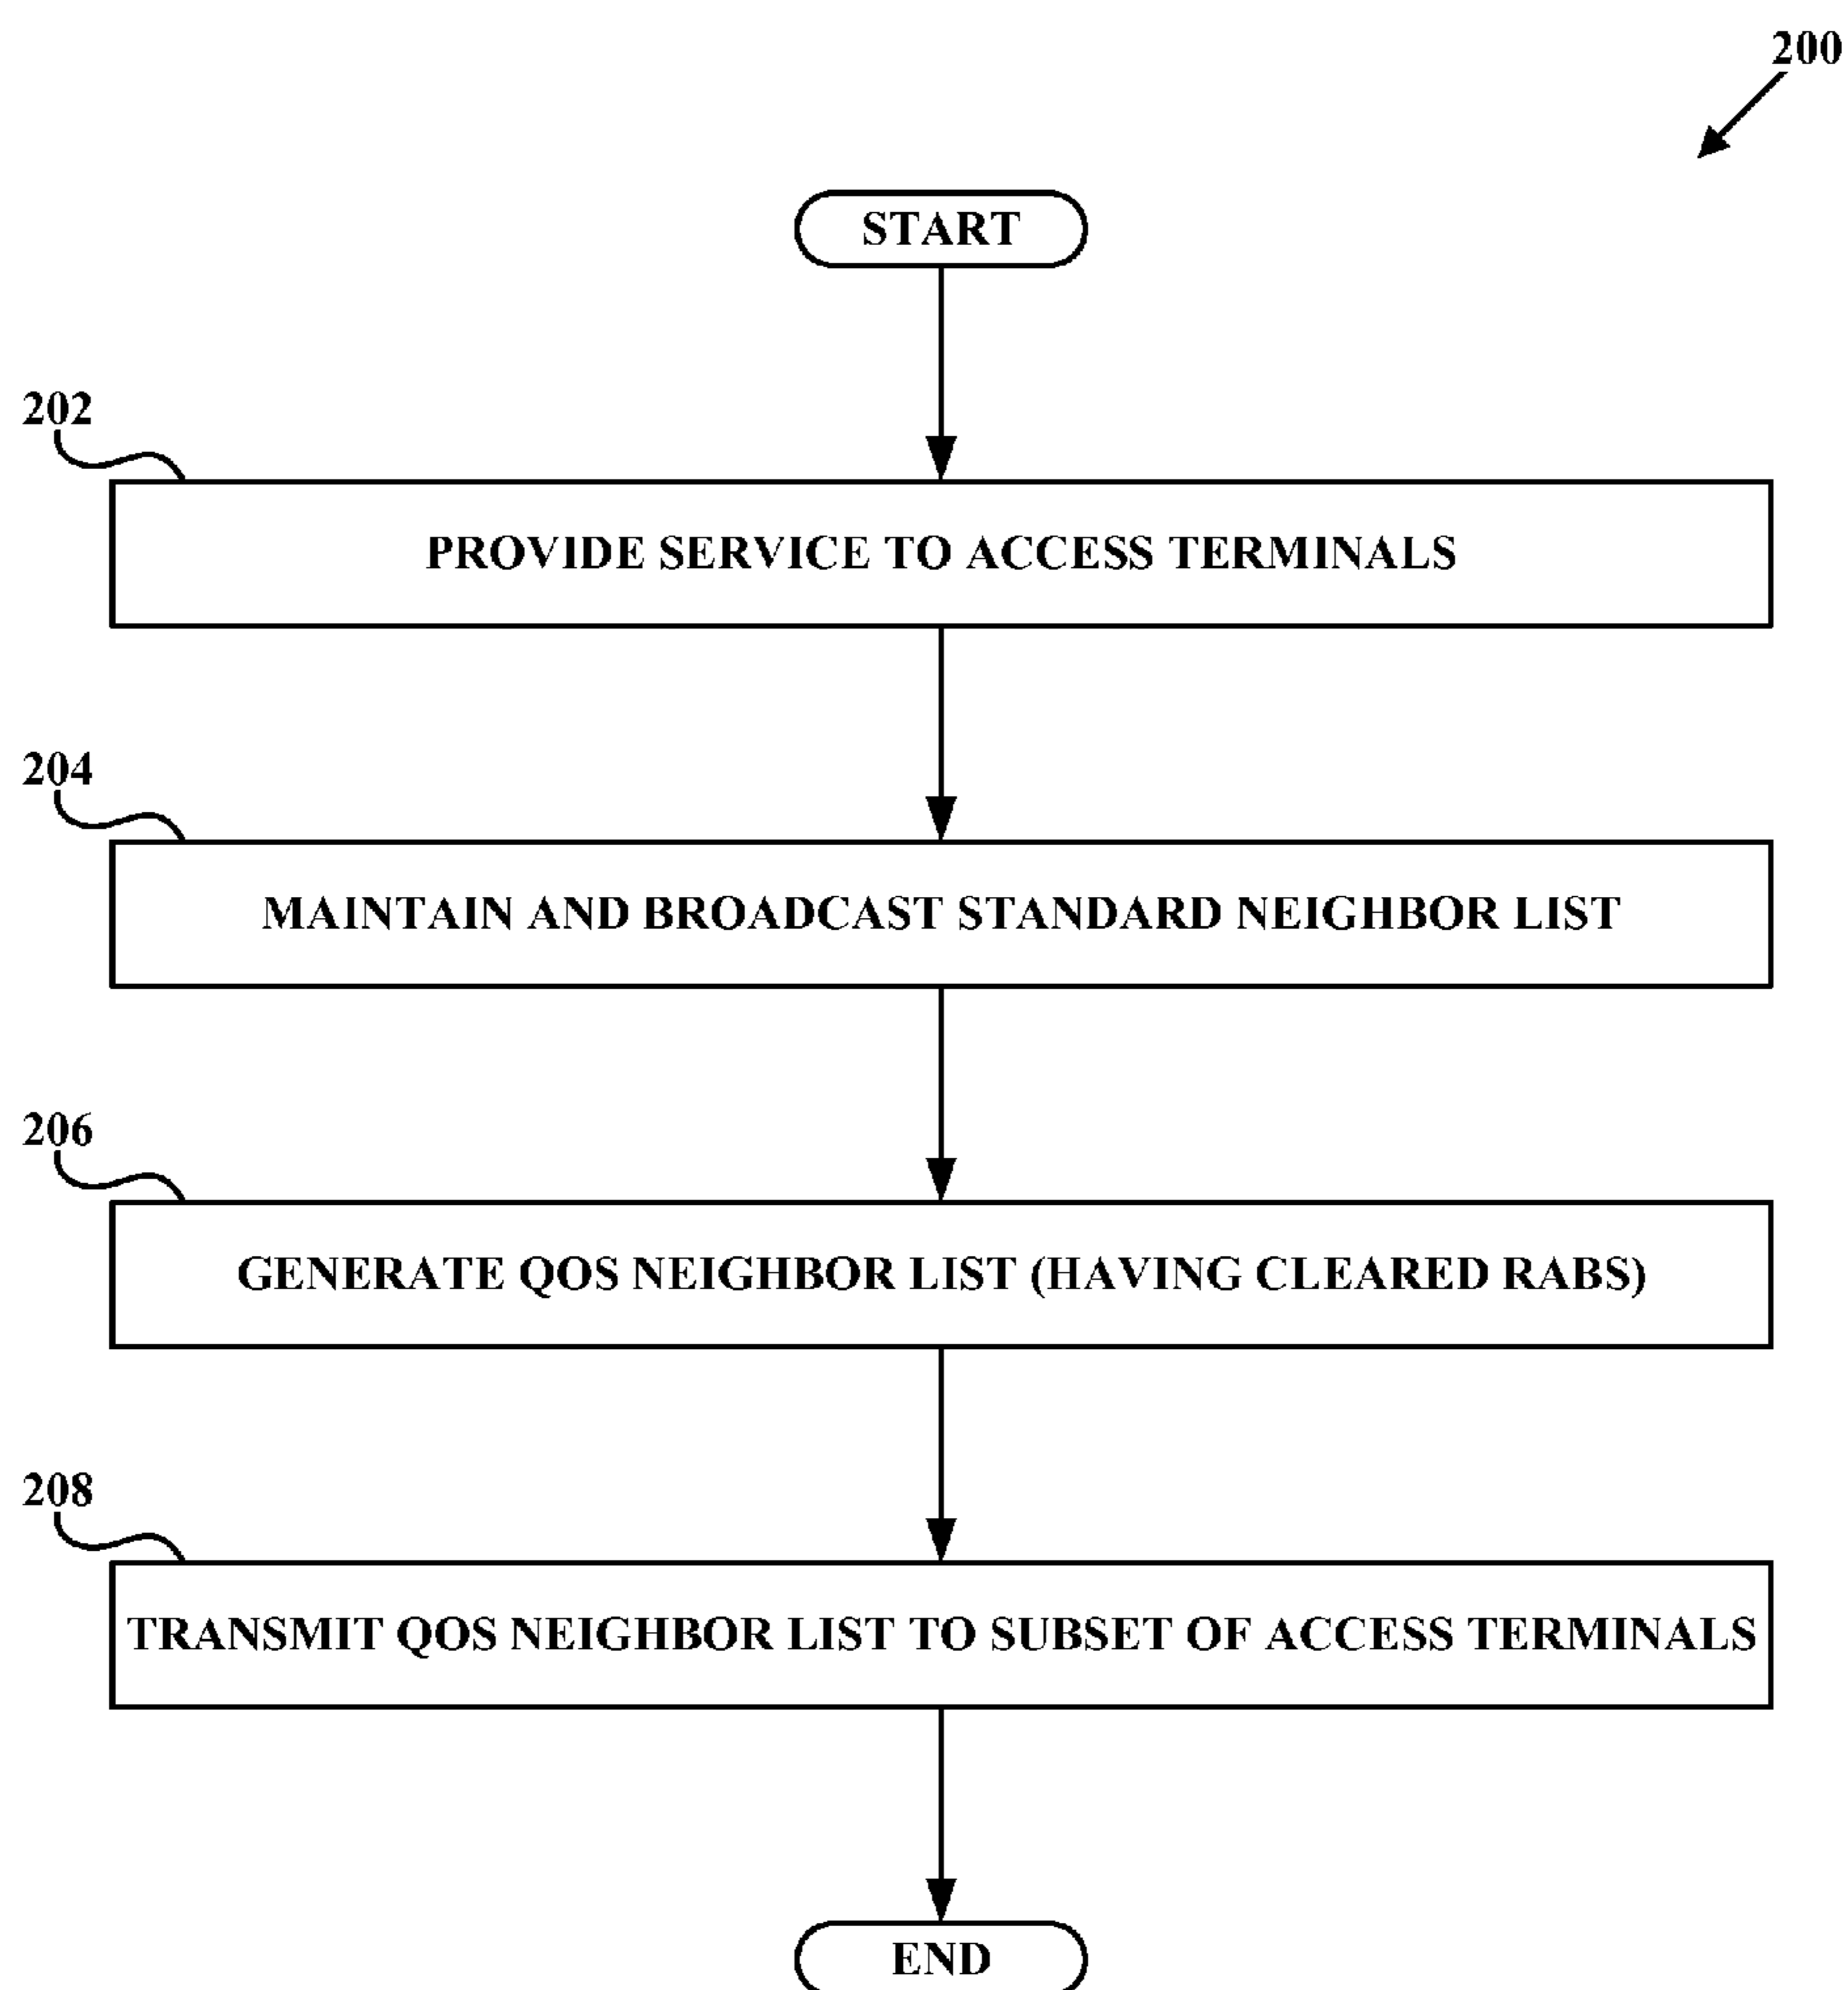 200
START
202
PROVIDE SERVICE TO ACCESS TERMINALS
204
MAINTAIN AND BROADCAST STANDARD NEIGHBOR LIST
206
GENERATE QOS NEIGHBOR LIST (HAVING CLEARED RABS)
208
TRANSMIT QOS NEIGHBOR LIST TO SUBSET OF ACCESS TERMINALS
END